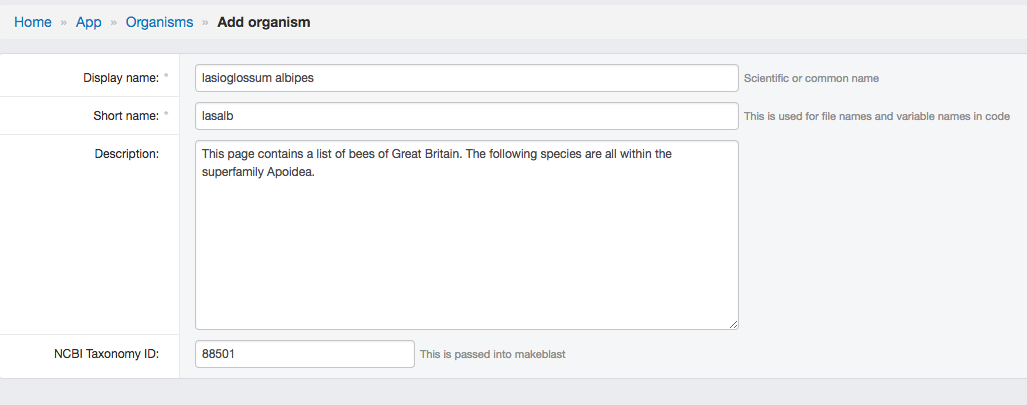 Home » App » Organisms » Add organism
Display name: * lasioglossum albipes Scientific or common name
Short name: * lasalb This is used for file names and variable names in code
Description: This page contains a list of bees of Great Britain. The following species are all within the
superfamily Apoidea.
NCBI Taxonomy ID: 88501 This is passed into makeblast